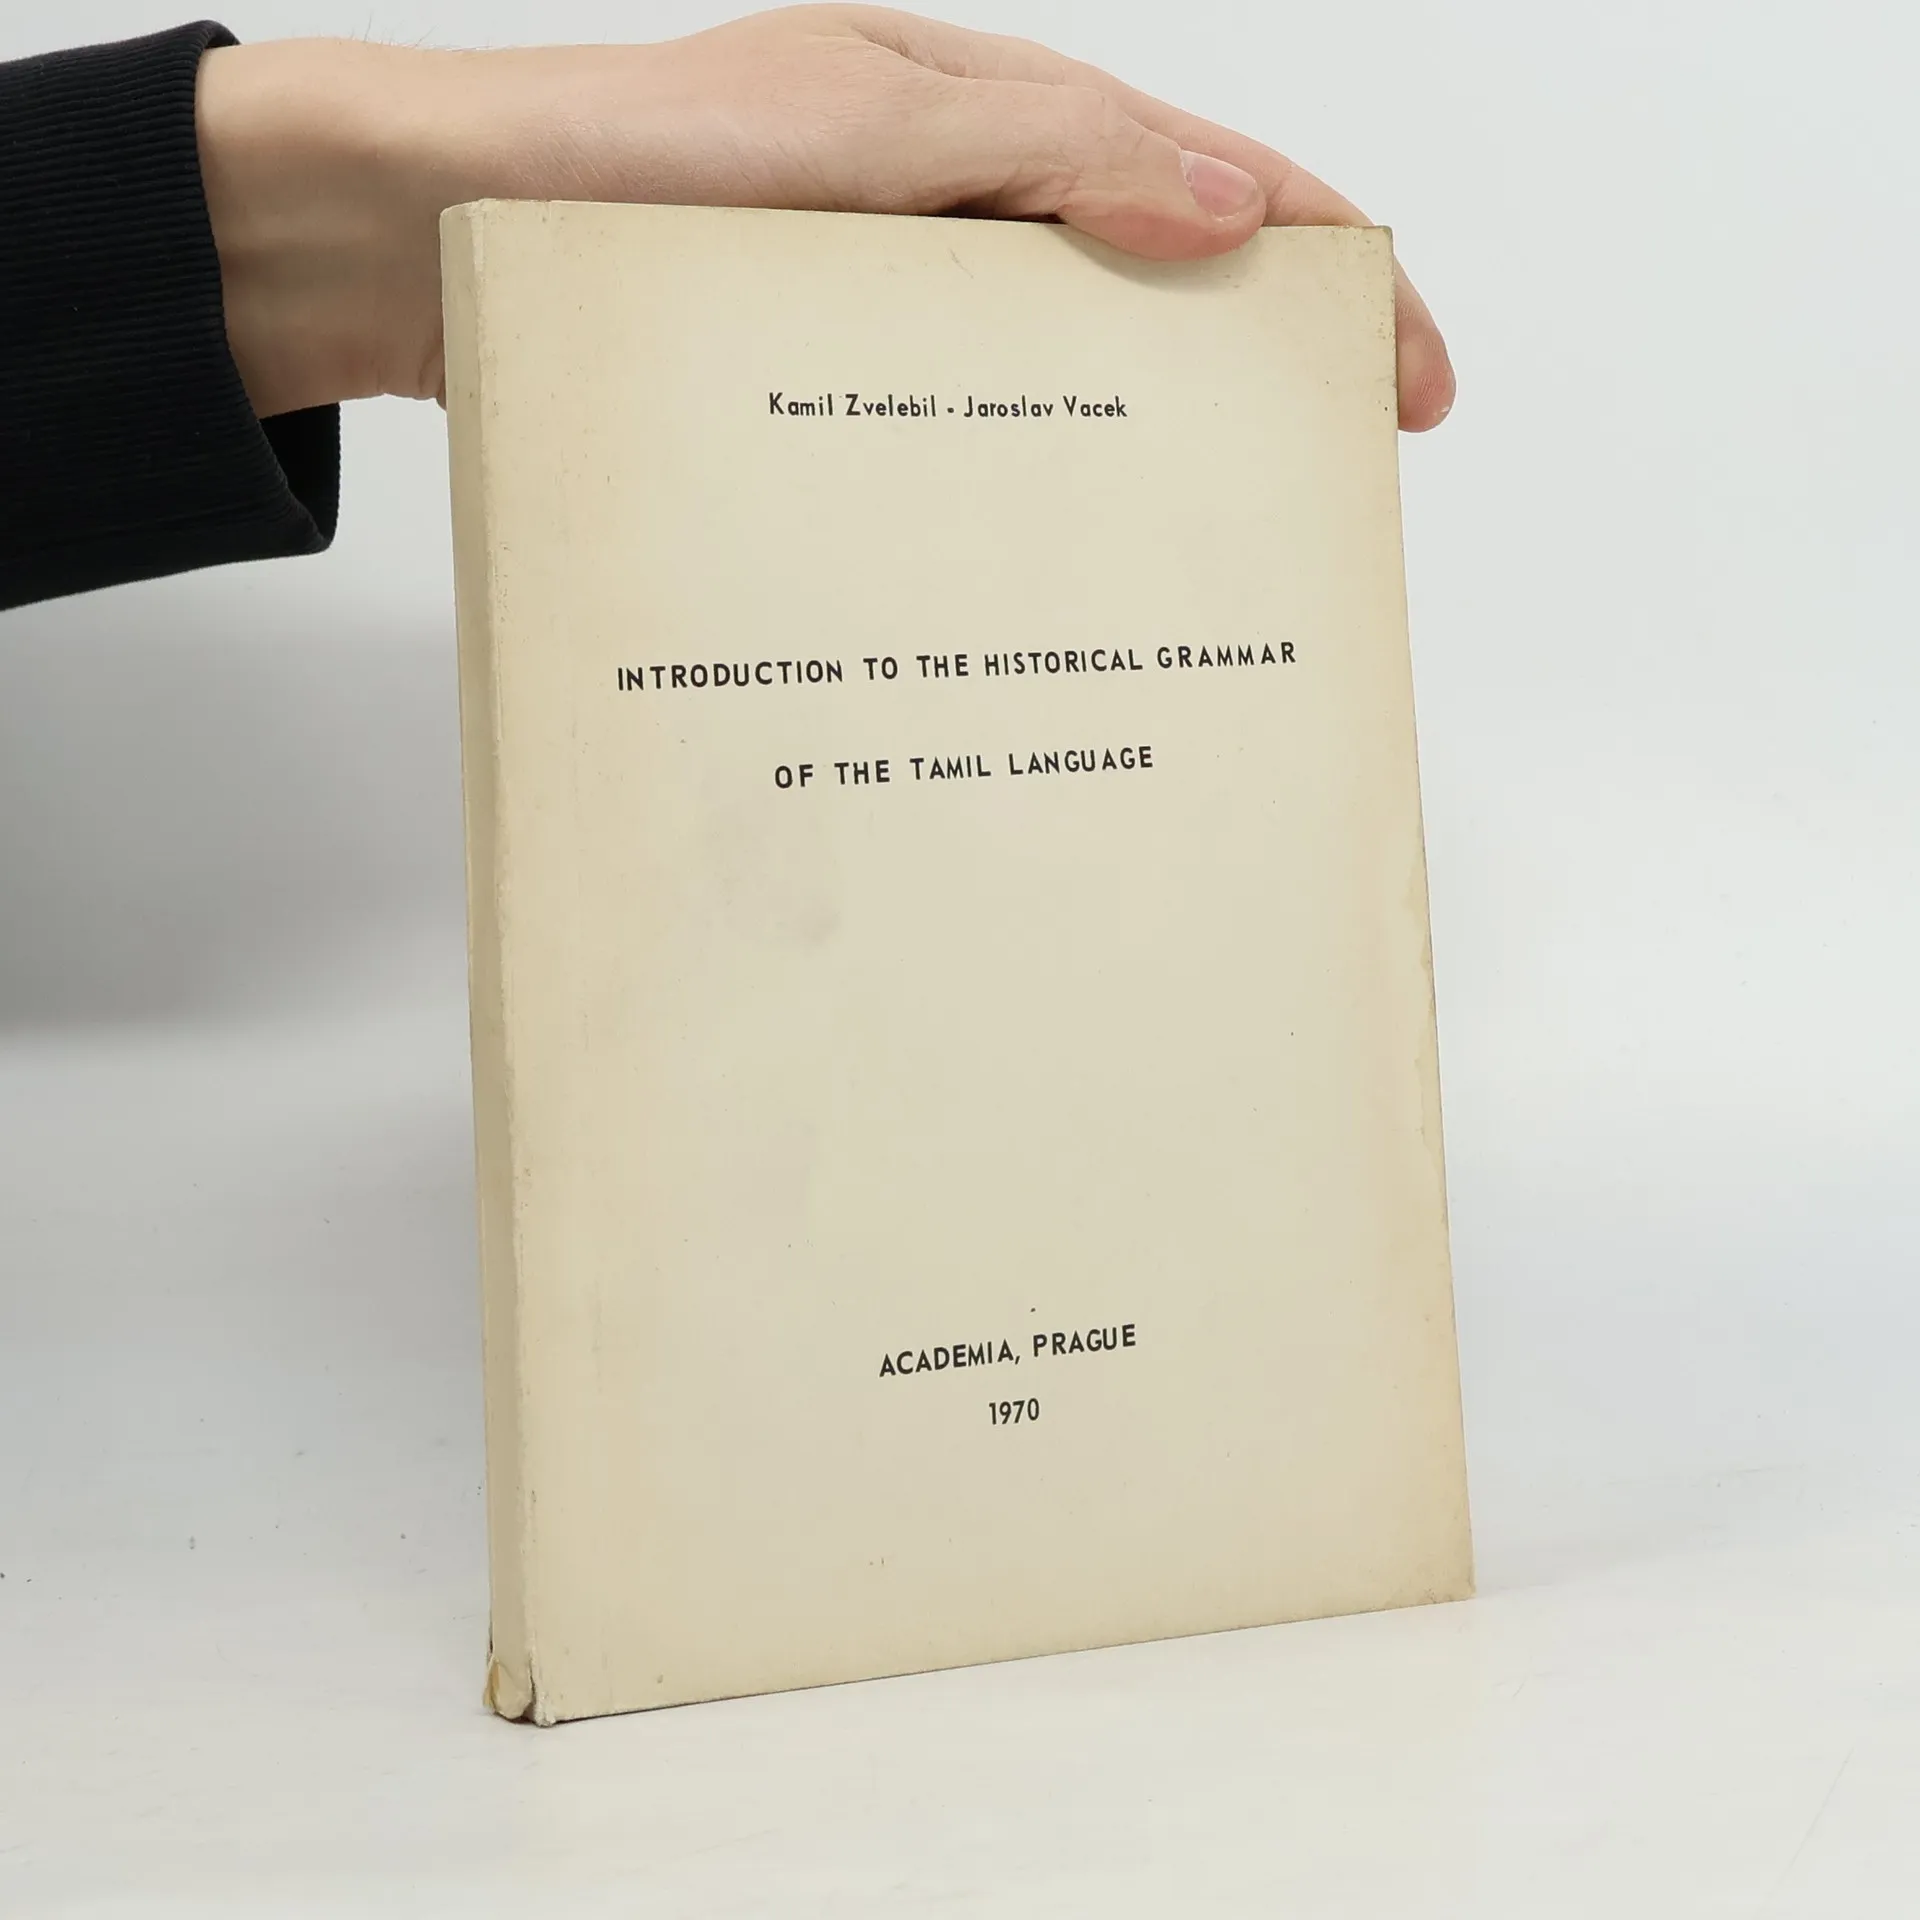 Kamil Zvelebil - Jaroslav Vacek
INTRODUCTION TO THE HISTORICAL GRAMMAR
OF THE TAMIL LANGUAGE
ACADEMIA, PRAGUE
1970